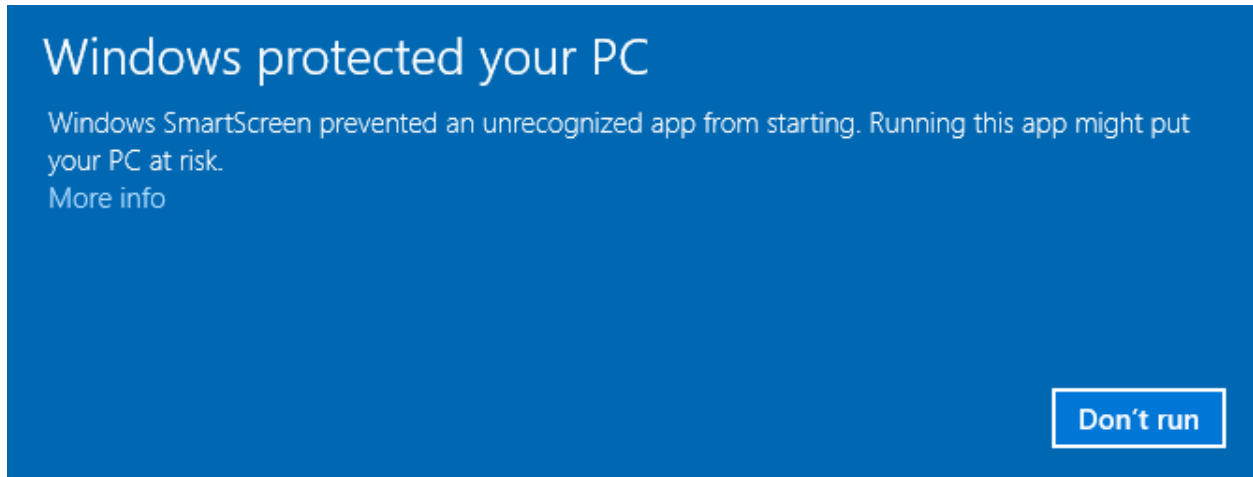 Windows protected your PC
Windows SmartScreen prevented an unrecognized app from starting. Running this app might put
your PC at risk.
More info
Don't run